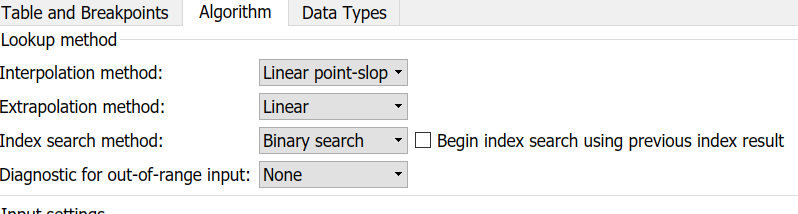 Table and Breakpoints Algorithm Data Types
Lookup method
Interpolation method: Linear point-slop
Extrapolation method: Linear
Index search method: Binary search Begin index search using previous index result
Diagnostic for out-of-range input: None
Input settings